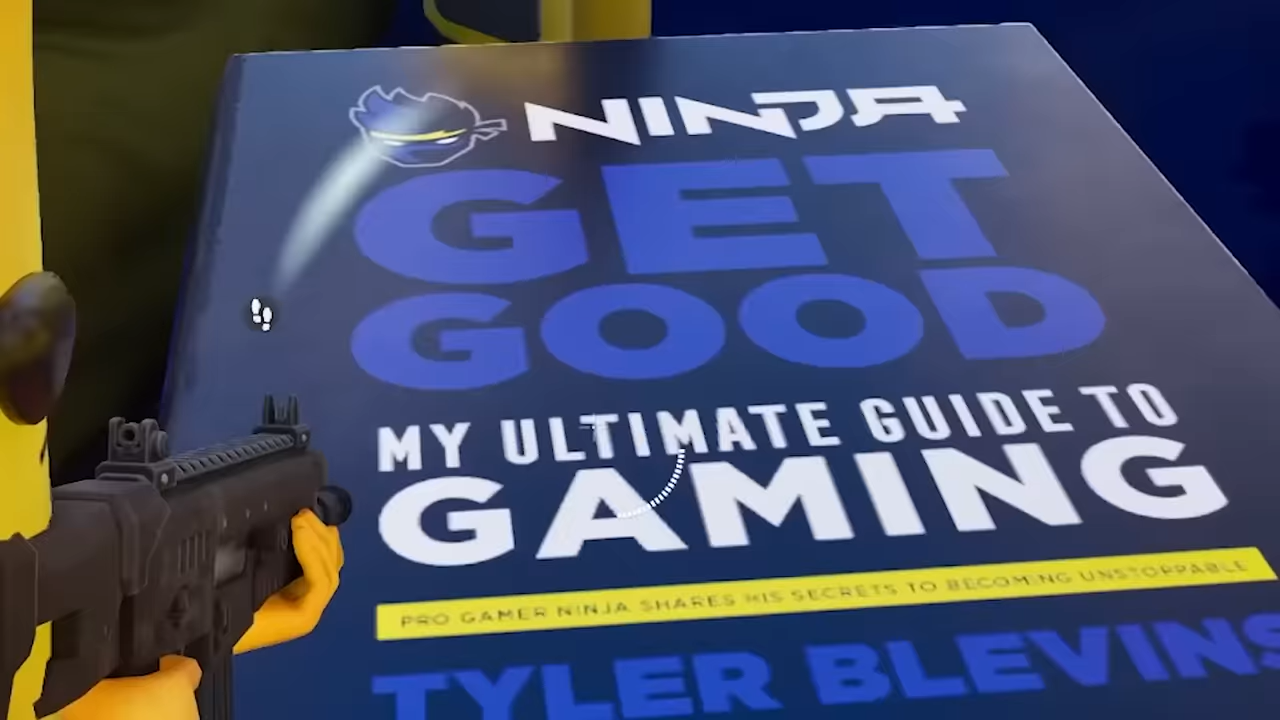 NINJA
GET
GOOD
MY ULTIMATE GUIDE TO
GAMING
PRO GAMER NINJA SHARES HIS SECRETS TO BECOMING UNSTOPPABLE
TYLER BLEVINS